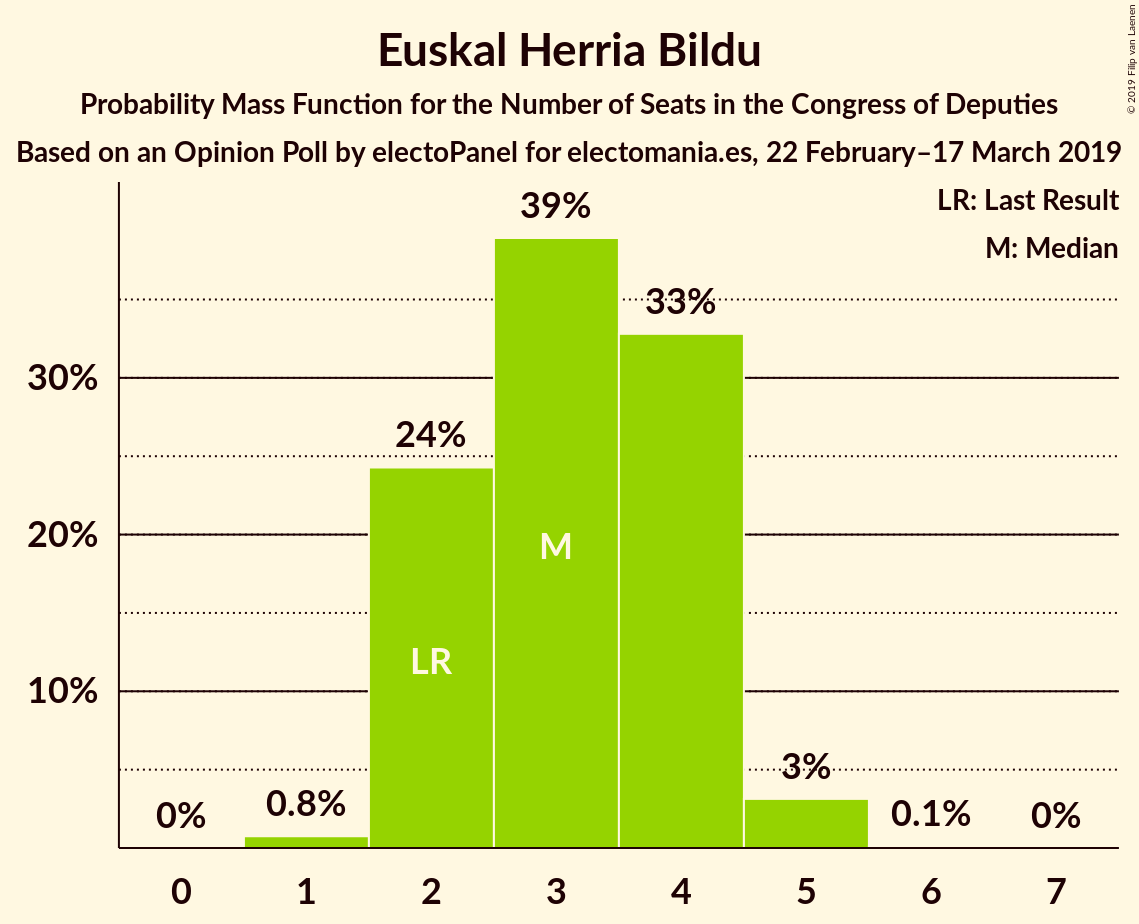 Euskal Herria Bildu
Probability Mass Function for the Number of Seats in the Congress of Deputies
Based on an Opinion Poll by electoPanel for electomania.es, 22 February–17 March 2019
© 2019 Filip van Laenen
LR: Last Result
M: Median
39%
33%
30%
24%
20%
M
LR
10%
0%
0.8%
3%
0.1%
0%
0 1 2 3 4 5 6 7